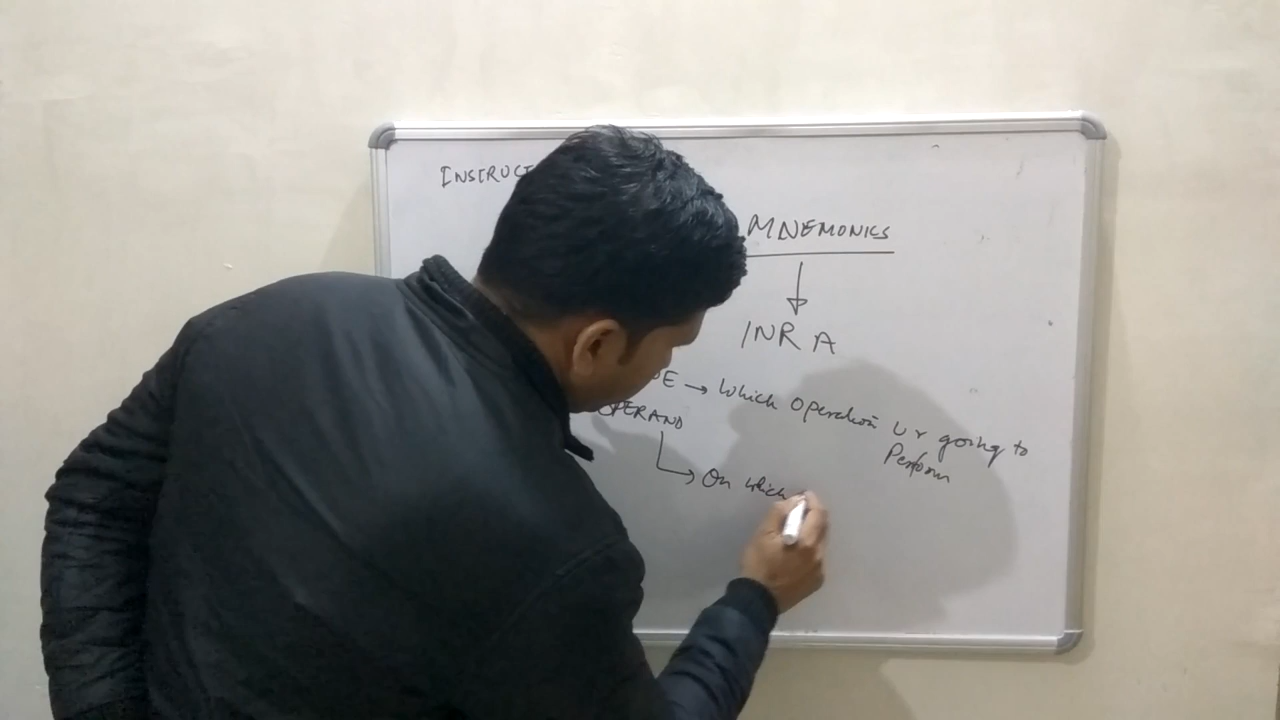 INSTRUCT
MNEMONICS
INR A
DE → Which Operation U r going to
Perform
OPERAND
On which